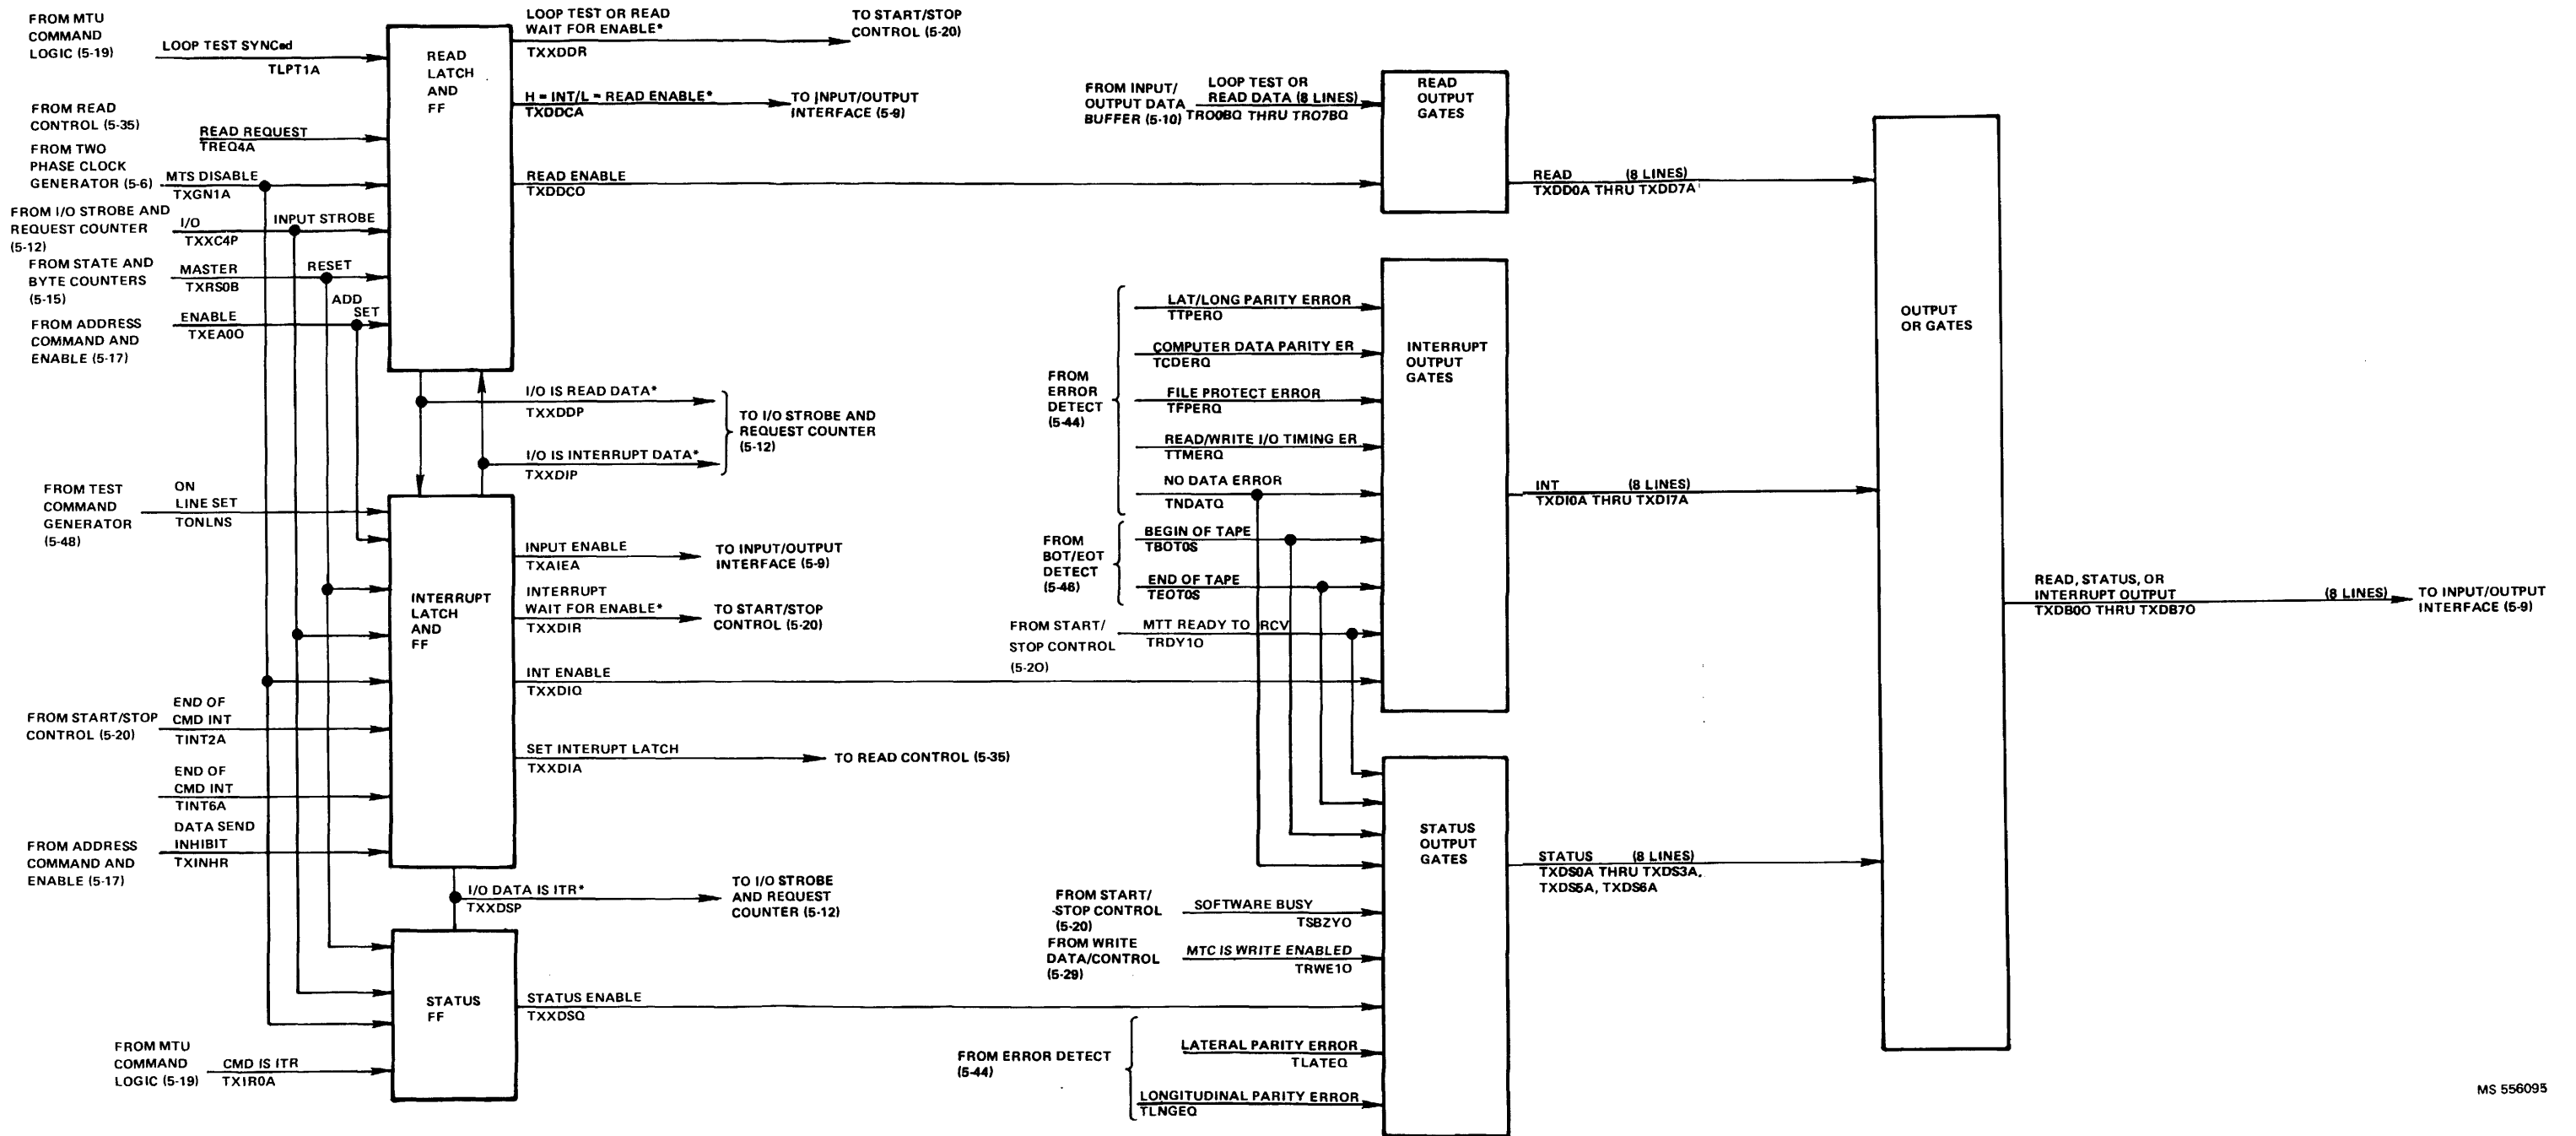 FROM MTU
COMMAND
LOGIC (5-19)
LOOP TEST SYNCed
TLPT1A
FROM READ
CONTROL (5-35)
READ REQUEST
TREQ4A
FROM TWO
PHASE CLOCK
GENERATOR (5-6)
MTS DISABLE
TXGN1A
FROM I/O STROBE AND
REQUEST COUNTER
(5-12)
I/O INPUT STROBE
TXXC4P
FROM STATE AND
BYTE COUNTERS
(5-15)
MASTER RESET
TXRS0B
FROM ADDRESS
COMMAND AND
ENABLE (5-17)
ADD
ENABLE SET
TXEA0O
READ
LATCH
AND
FF
LOOP TEST OR READ
WAIT FOR ENABLE*
TXXDDR
TO START/STOP
CONTROL (5-20)
H = INT/L = READ ENABLE*
TXDDCA
TO INPUT/OUTPUT
INTERFACE (5-9)
READ ENABLE
TXDDCO
I/O IS READ DATA*
TXXDDP
I/O IS INTERRUPT DATA*
TXXDIP
TO I/O STROBE AND
REQUEST COUNTER
(5-12)
FROM TEST
COMMAND
GENERATOR
(5-48)
ON
LINE SET
TONLNS
INTERRUPT
LATCH
AND
FF
INPUT ENABLE
TXAIEA
TO INPUT/OUTPUT
INTERFACE (5-9)
INTERRUPT
WAIT FOR ENABLE*
TXXDIR
TO START/STOP
CONTROL (5-20)
INT ENABLE
TXXDIQ
FROM START/STOP
CONTROL (5-20)
END OF
CMD INT
TINT2A
SET INTERUPT LATCH
TXXDIA
TO READ CONTROL (5-35)
END OF
CMD INT
TINT6A
FROM ADDRESS
COMMAND AND
ENABLE (5-17)
DATA SEND
INHIBIT
TXINHR
I/O DATA IS ITR*
TXXDSP
TO I/O STROBE
AND REQUEST
COUNTER (5-12)
STATUS
FF
STATUS ENABLE
TXXDSQ
FROM MTU
COMMAND
LOGIC (5-19)
CMD IS ITR
TX1R0A
FROM INPUT/
OUTPUT DATA
BUFFER (5-10)
LOOP TEST OR
READ DATA (8 LINES)
TRO0BQ THRU TRO7BQ
READ
OUTPUT
GATES
READ (8 LINES)
TXDD0A THRU TXDD7A
FROM
ERROR
DETECT
(5-44)
LAT/LONG PARITY ERROR
TTPERO
COMPUTER DATA PARITY ER
TCDERQ
FILE PROTECT ERROR
TFPERQ
READ/WRITE I/O TIMING ER
TTMERQ
NO DATA ERROR
TNDATQ
FROM
BOT/EOT
DETECT
(5-46)
BEGIN OF TAPE
TBOT0S
END OF TAPE
TEOT0S
FROM START/
STOP CONTROL
(5-20)
MTT READY TO RCV
TRDY1O
INTERRUPT
OUTPUT
GATES
INT (8 LINES)
TXDI0A THRU TXDI7A
FROM START/
-STOP CONTROL
(5-20)
SOFTWARE BUSY
TSBZYO
FROM WRITE
DATA/CONTROL
(5-29)
MTC IS WRITE ENABLED
TRWE1O
FROM ERROR DETECT
(5-44)
LATERAL PARITY ERROR
TLATEQ
LONGITUDINAL PARITY ERROR
TLNGEQ
STATUS
OUTPUT
GATES
STATUS (8 LINES)
TXDS0A THRU TXDS3A,
TXDS5A, TXDS6A
OUTPUT
OR GATES
READ, STATUS, OR
INTERRUPT OUTPUT (8 LINES)
TXDB0O THRU TXDB7O
TO INPUT/OUTPUT
INTERFACE (5-9)
MS 556095